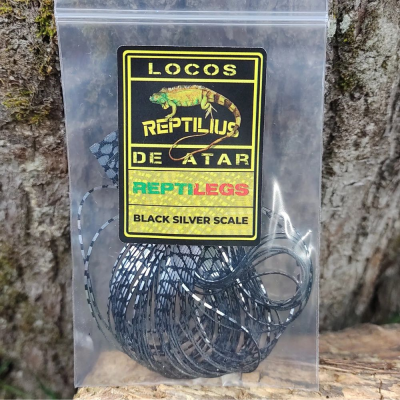 LOCOS
REPTILIUS
DE ATAR
REPTILEGS
BLACK SILVER SCALE